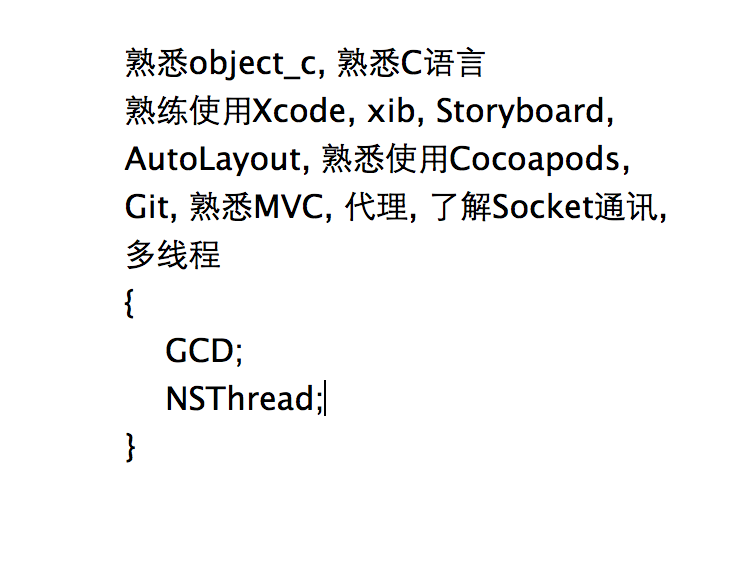 熟悉object_c, 熟悉C语言
熟练使用Xcode, xib, Storyboard,
AutoLayout, 熟悉使用Cocoapods,
Git, 熟悉MVC, 代理, 了解Socket通讯,
多线程
{
GCD;
NSThread;
}